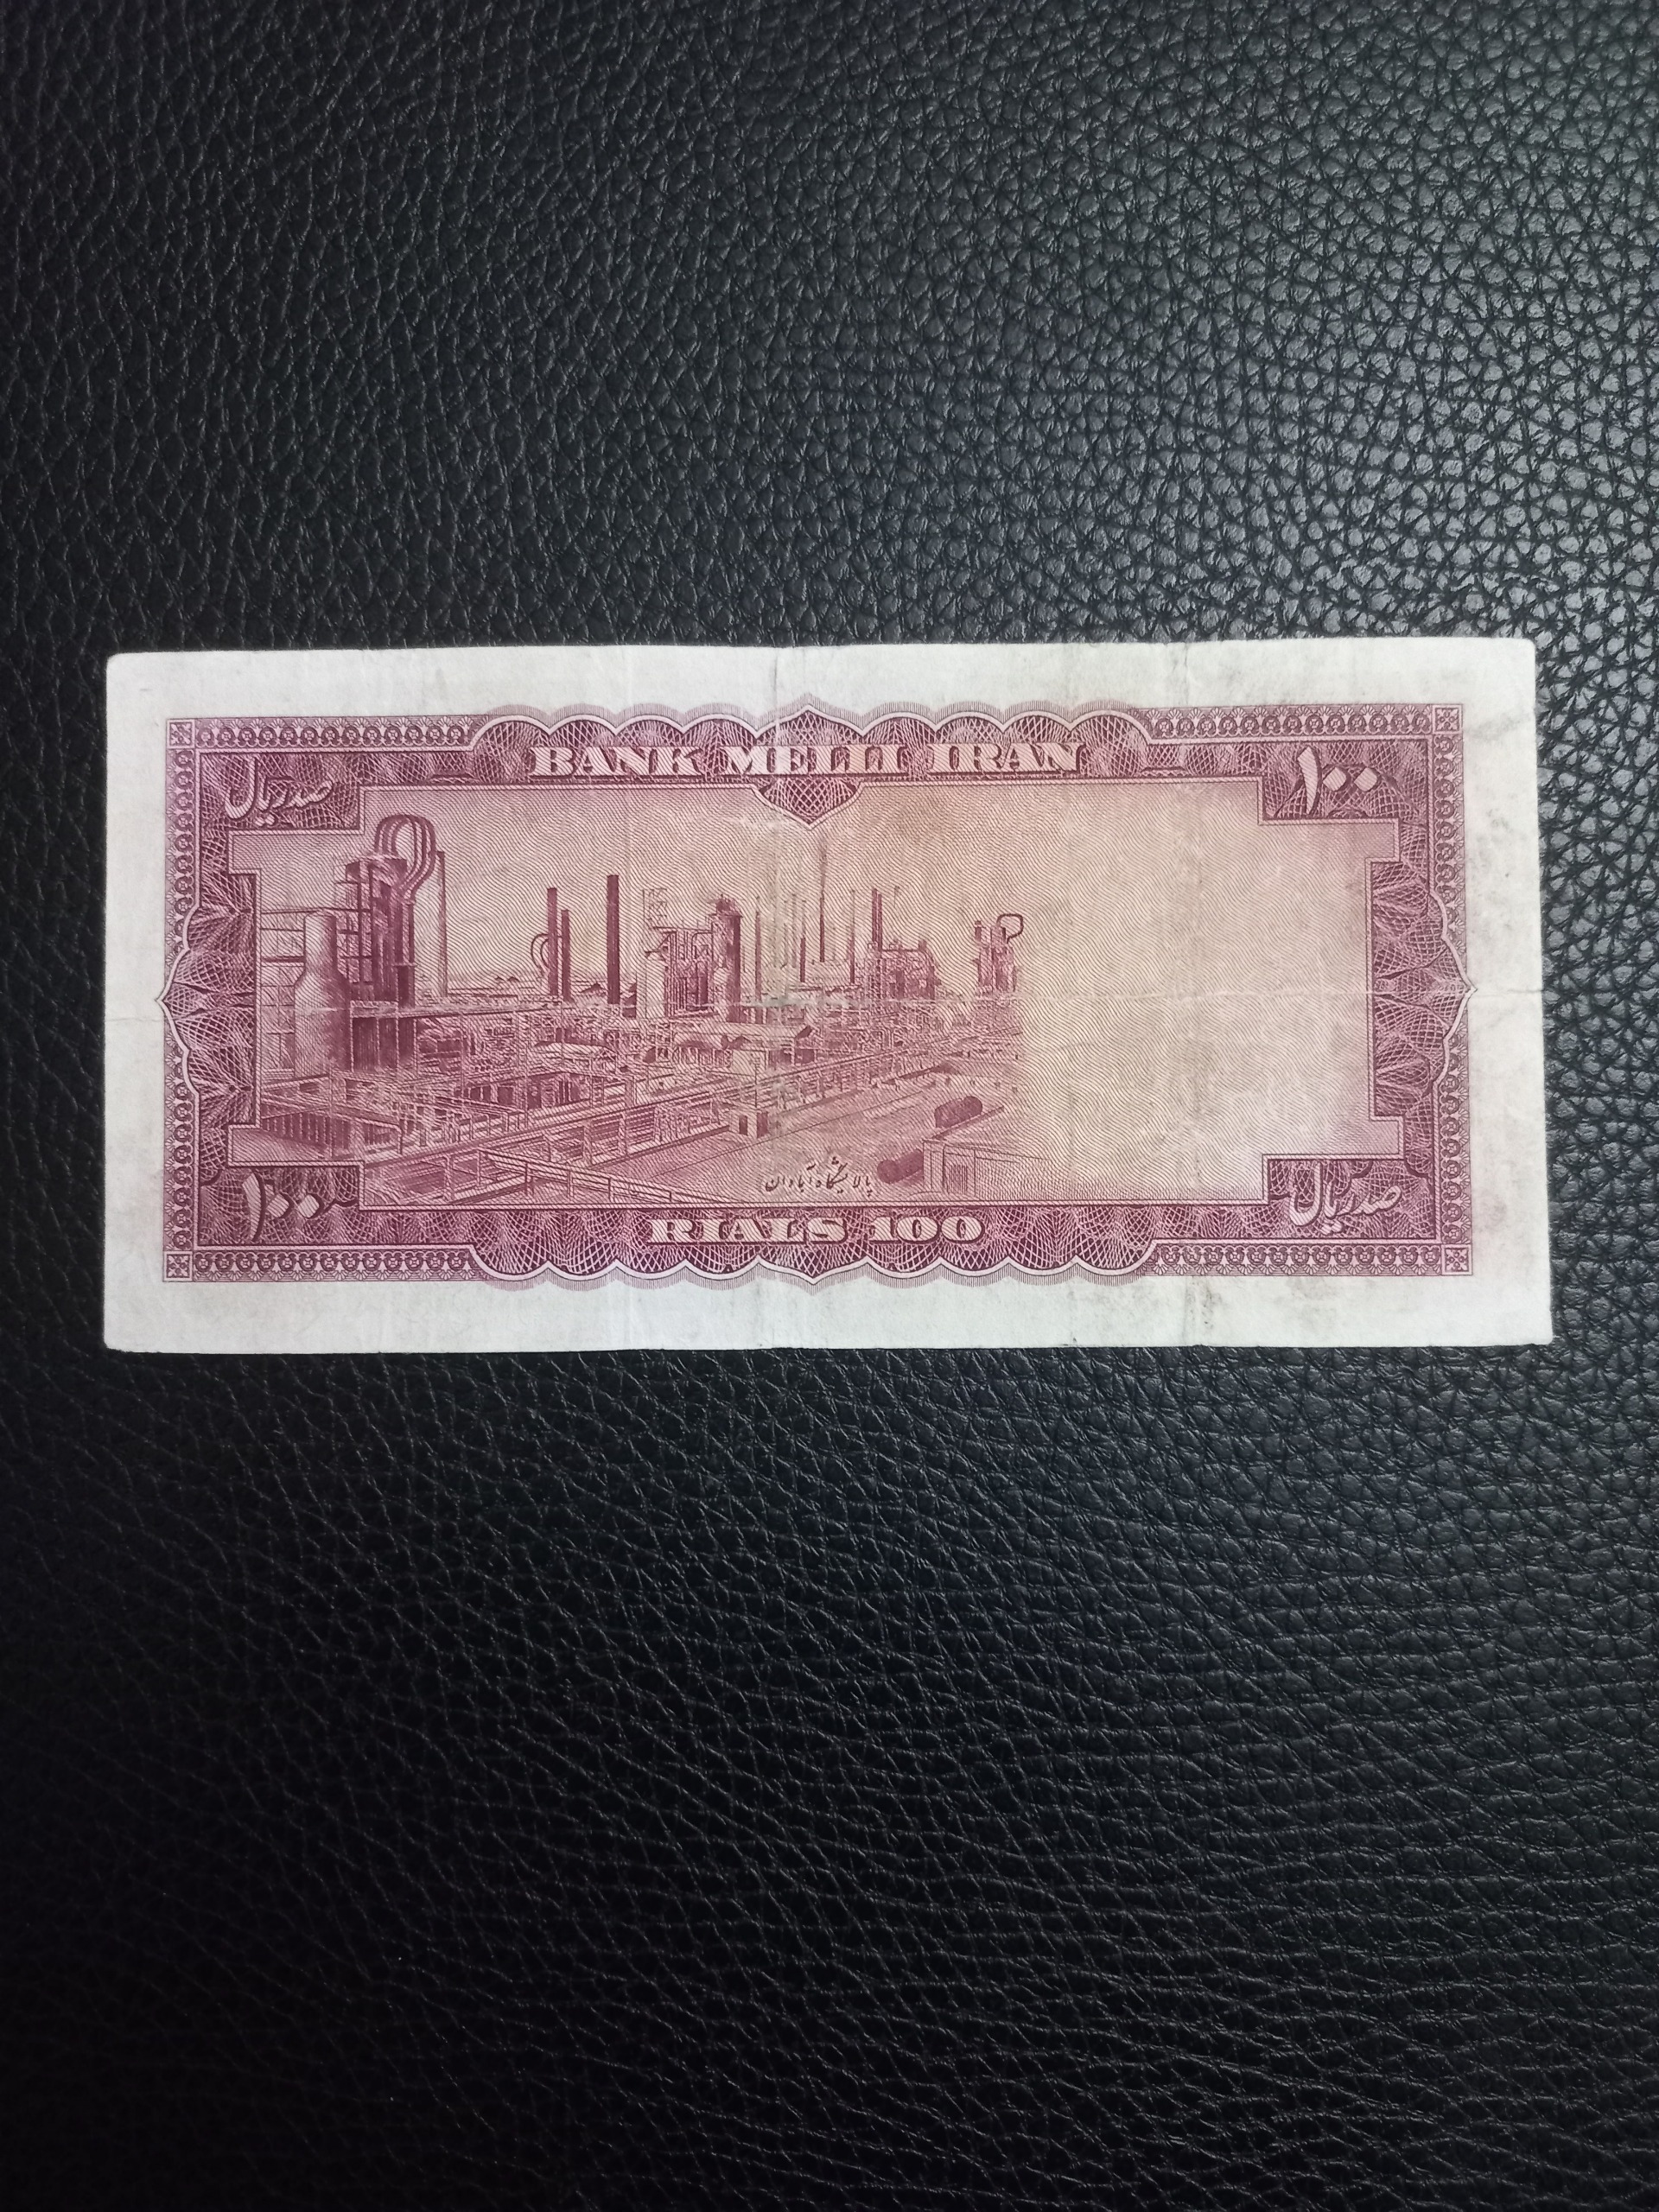 BANK MELLI IRAN
صد ریال
۱۰۰
پالایشگاه آبادان
۱۰۰
RIALS 100
صد ریال